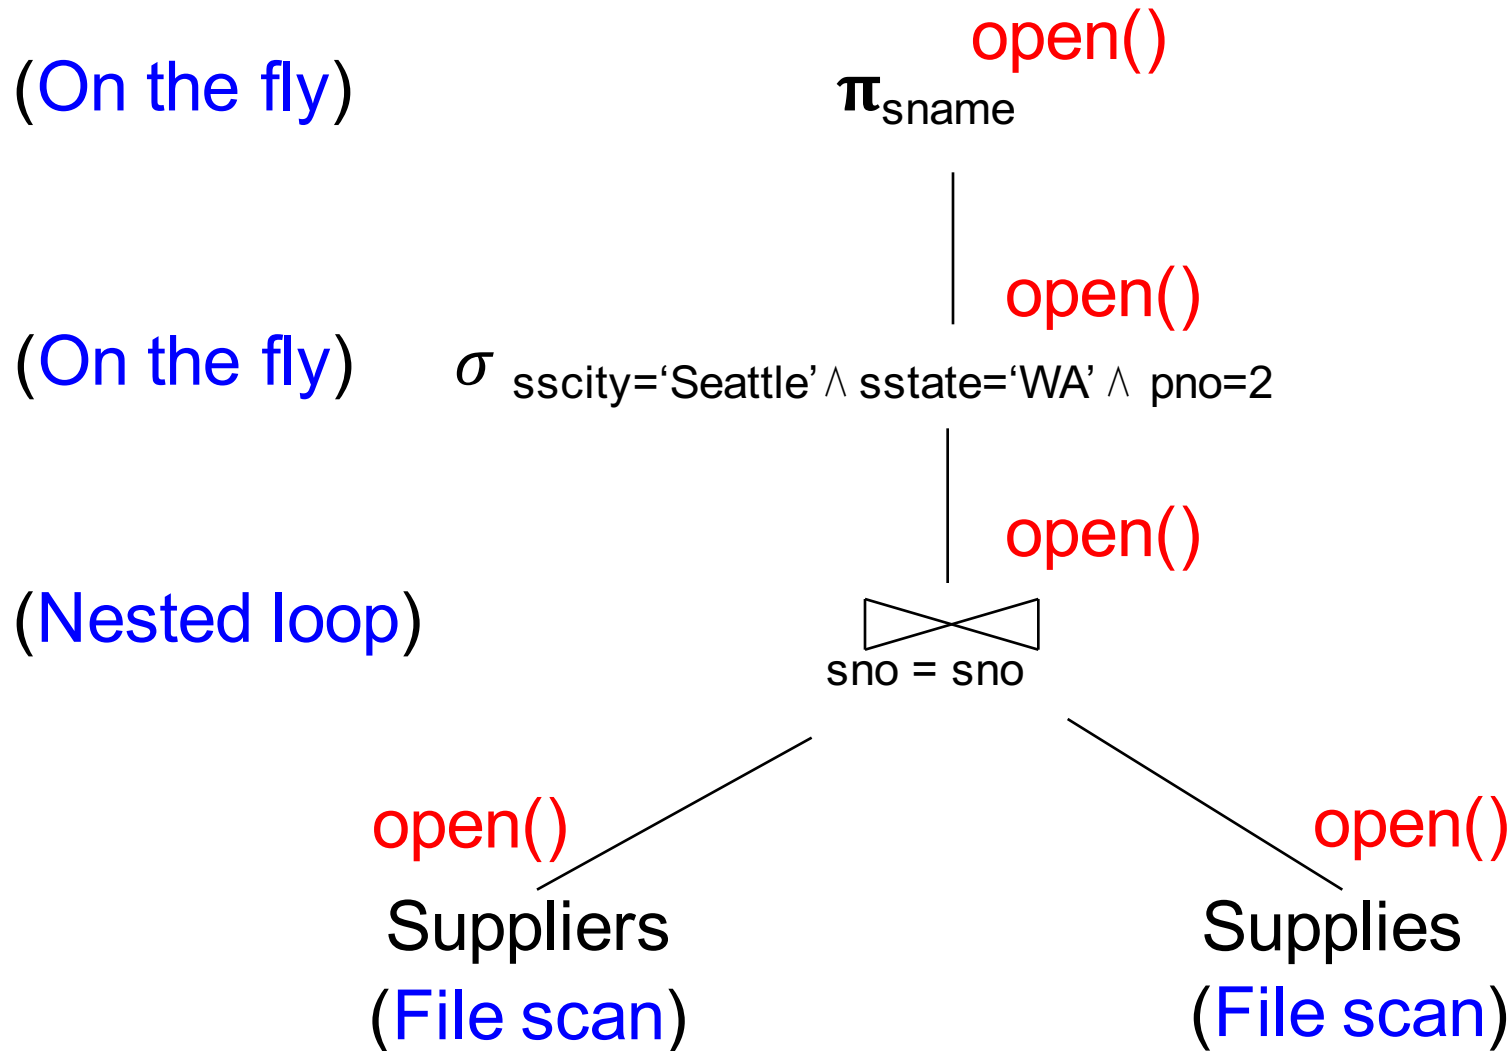 open()
(On the fly) π sname
open()
(On the fly) σ sscity=‘Seattle’ ∧ sstate=‘WA’ ∧ pno=2
open()
(Nested loop)
sno = sno
open() open()
Suppliers Supplies
(File scan) (File scan)